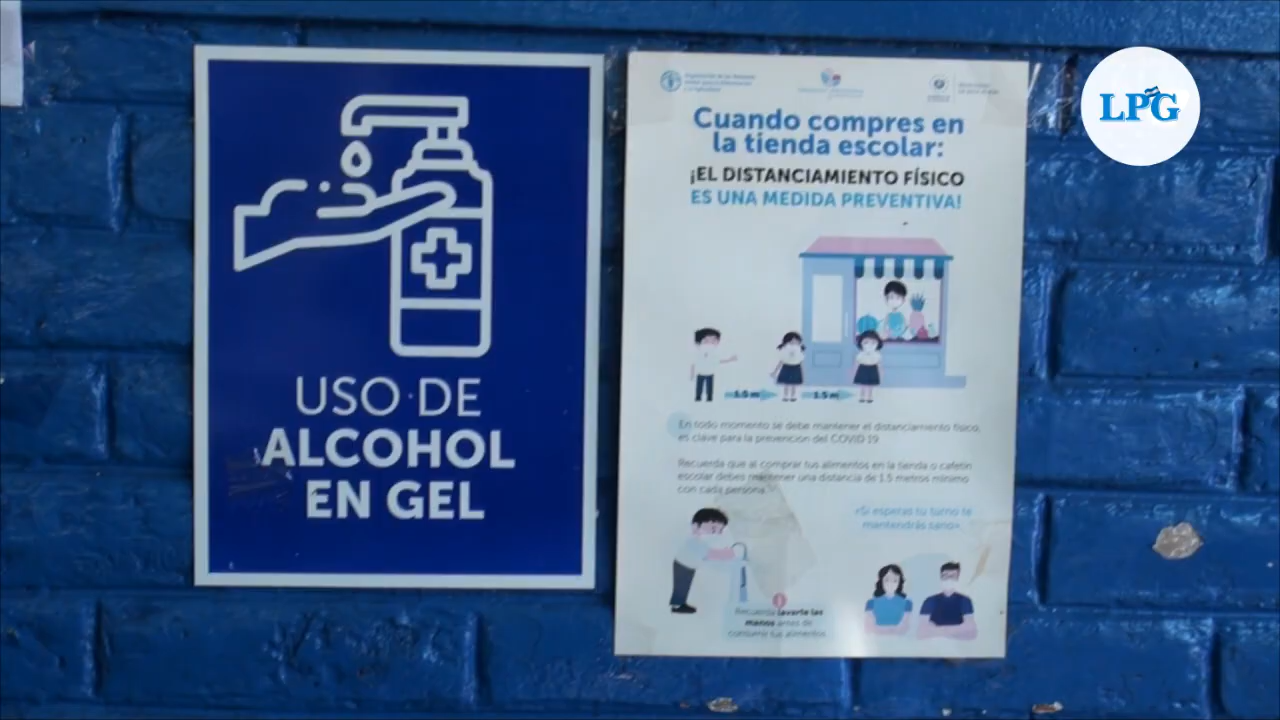 USO DE
ALCOHOL
EN GEL
Cuando compres en
la tienda escolar:
¡EL DISTANCIAMIENTO FÍSICO
ES UNA MEDIDA PREVENTIVA!
1.5 m
1.5 m
En todo momento se debe mantener el distanciamiento físico,
es clave para la prevención del COVID 19
Recuerda que al comprar tus alimentos en la tienda o cafetín
escolar debes mantener una distancia de 1.5 metros mínimo
con cada persona.
«Si esperas tu turno te
mantendrás sano».
Recuerda lavarte las
manos antes de
consumir tus alimentos
LPG